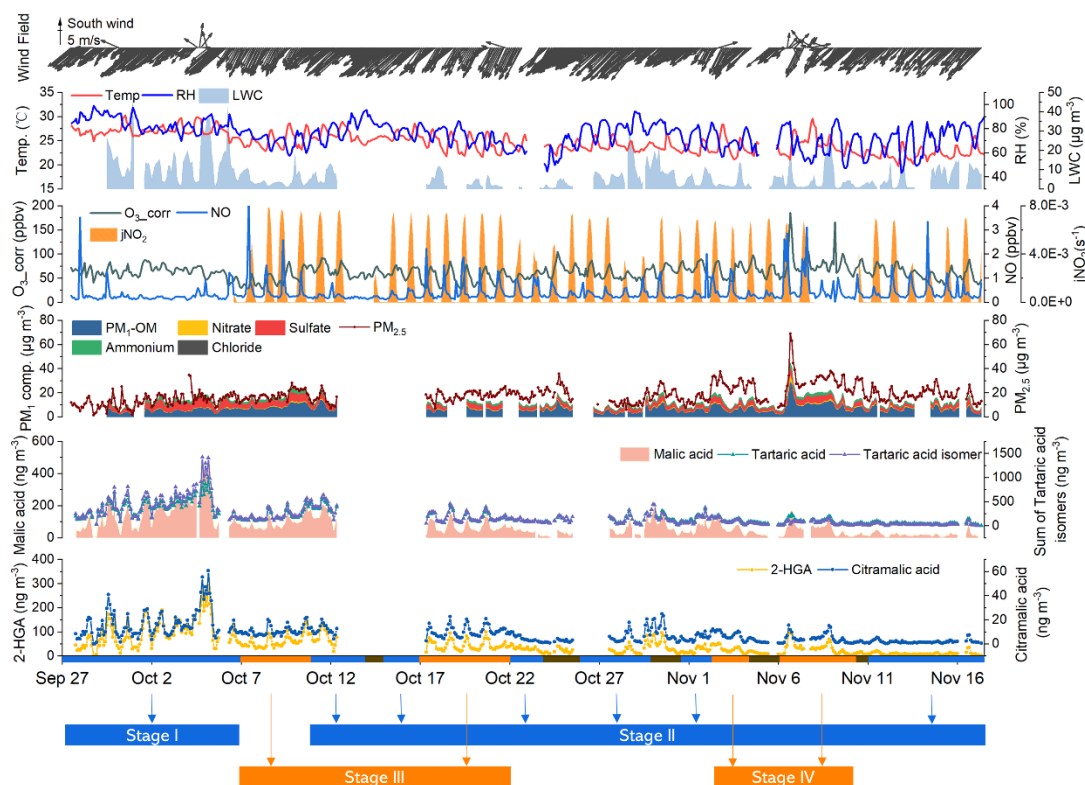 South wind
5 m/s
Wind Field
Temp RH LWC
Temp. (℃)
35
30
25
20
15
100
80
60
40
RH (%)
50
40
30
20
10
0
LWC (µg m⁻³)
O₃_corr NO
jNO₂
O₃_corr (ppbv)
200
150
100
50
0
4
3
2
1
0
NO (ppbv)
8.0E-3
4.0E-3
0.0E+0
jNO₂(s⁻¹)
PM₁-OM Nitrate Sulfate PM₂.₅
Ammonium Chloride
PM₁ comp. (µg m⁻³)
80
60
40
20
0
80
60
40
20
0
PM₂.₅ (µg m⁻³)
Malic acid Tartaric acid Tartaric acid isomer
Malic acid (ng m⁻³)
600
400
200
0
1500
1000
500
0
Sum of Tartaric acid
isomers (ng m⁻³)
2-HGA Citramalic acid
2-HGA (ng m⁻³)
400
300
200
100
0
60
40
20
0
Citramalic acid
(ng m⁻³)
Sep 27 Oct 2 Oct 7 Oct 12 Oct 17 Oct 22 Oct 27 Nov 1 Nov 6 Nov 11 Nov 16
Stage I Stage II
Stage III Stage IV